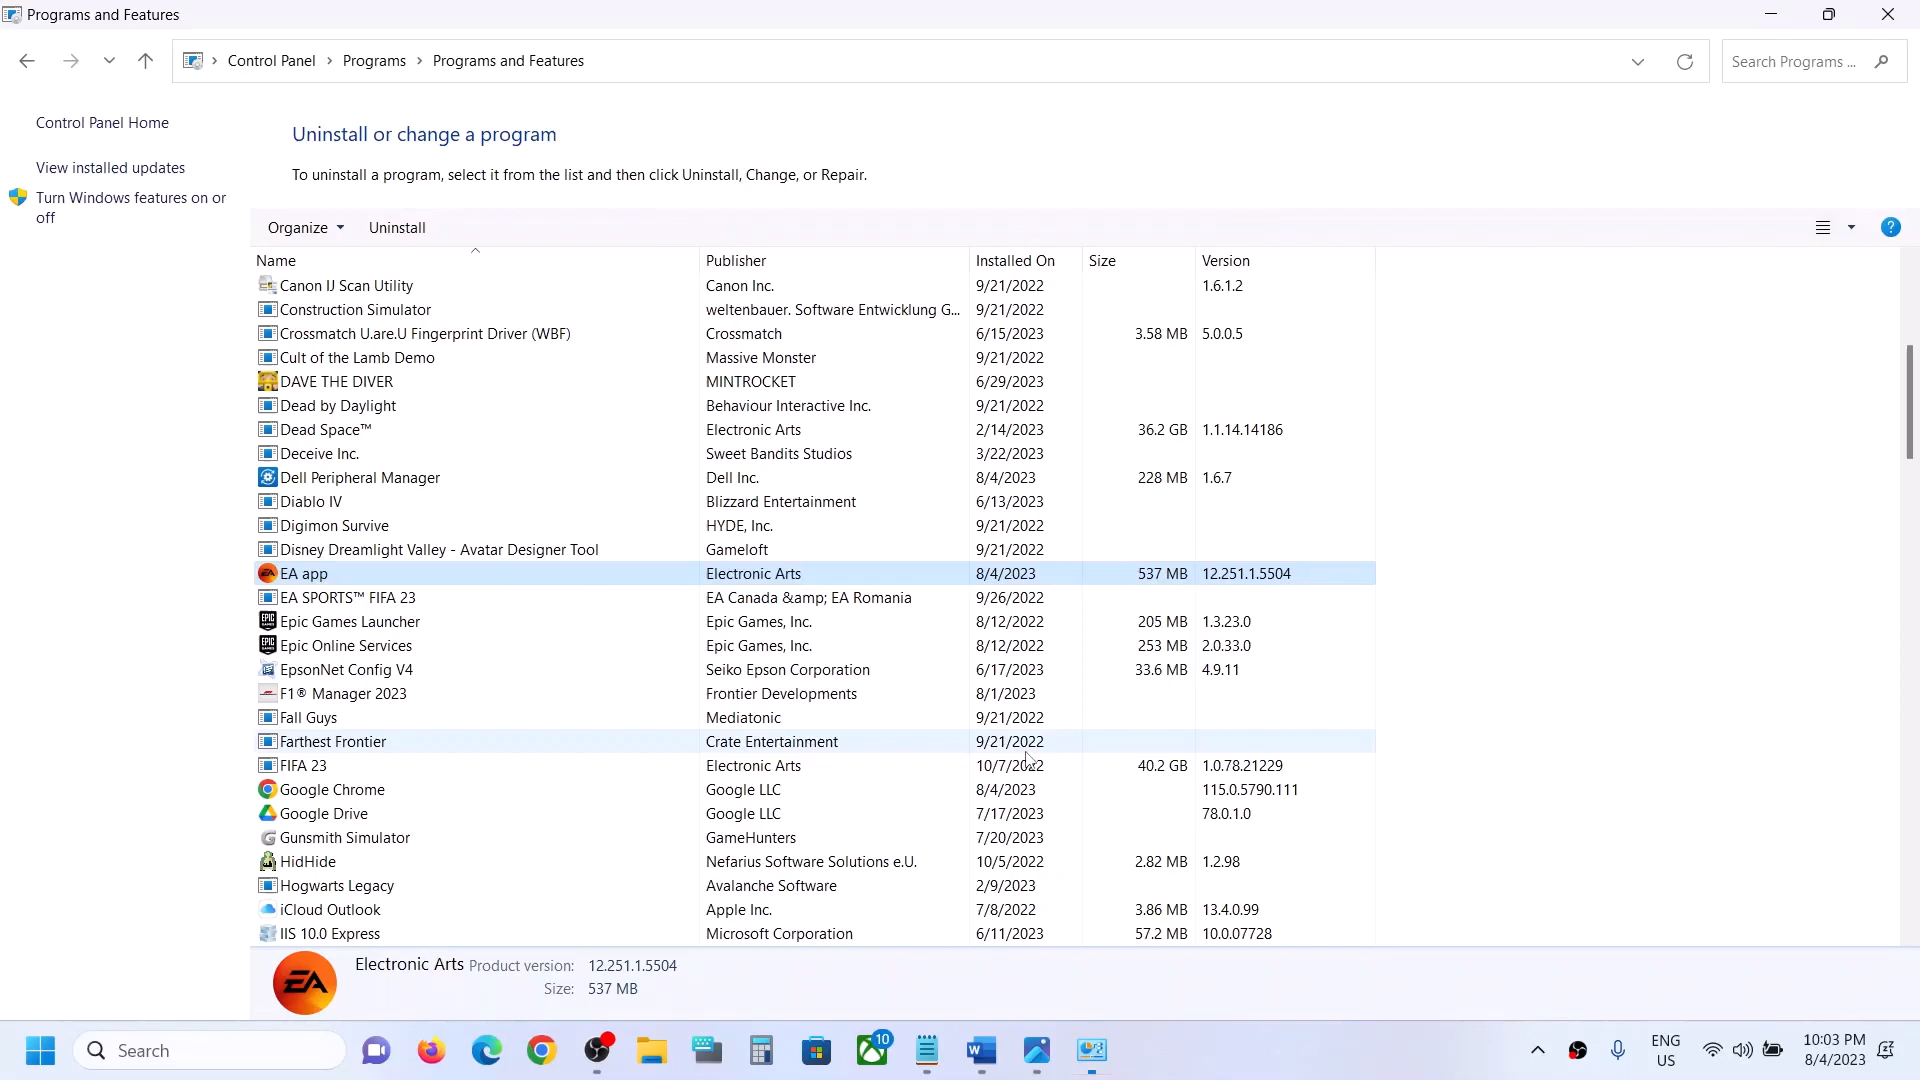 Programs and Features
Control Panel › Programs › Programs and Features
Search Programs ...
Control Panel Home
View installed updates
Turn Windows features on or
off
Uninstall or change a program
To uninstall a program, select it from the list and then click Uninstall, Change, or Repair.
Organize Uninstall
Name Publisher Installed On Size Version
Canon IJ Scan Utility Canon Inc. 9/21/2022 1.6.1.2
Construction Simulator weltenbauer. Software Entwicklung G... 9/21/2022
Crossmatch U.are.U Fingerprint Driver (WBF) Crossmatch 6/15/2023 3.58 MB 5.0.0.5
Cult of the Lamb Demo Massive Monster 9/21/2022
DAVE THE DIVER MINTROCKET 6/29/2023
Dead by Daylight Behaviour Interactive Inc. 9/21/2022
Dead Space™ Electronic Arts 2/14/2023 36.2 GB 1.1.14.14186
Deceive Inc. Sweet Bandits Studios 3/22/2023
Dell Peripheral Manager Dell Inc. 8/4/2023 228 MB 1.6.7
Diablo IV Blizzard Entertainment 6/13/2023
Digimon Survive HYDE, Inc. 9/21/2022
Disney Dreamlight Valley - Avatar Designer Tool Gameloft 9/21/2022
EA app Electronic Arts 8/4/2023 537 MB 12.251.1.5504
EA SPORTS™ FIFA 23 EA Canada &amp; EA Romania 9/26/2022
Epic Games Launcher Epic Games, Inc. 8/12/2022 205 MB 1.3.23.0
Epic Online Services Epic Games, Inc. 8/12/2022 253 MB 2.0.33.0
EpsonNet Config V4 Seiko Epson Corporation 6/17/2023 33.6 MB 4.9.11
F1® Manager 2023 Frontier Developments 8/1/2023
Fall Guys Mediatonic 9/21/2022
Farthest Frontier Crate Entertainment 9/21/2022
FIFA 23 Electronic Arts 10/7/2022 40.2 GB 1.0.78.21229
Google Chrome Google LLC 8/4/2023 115.0.5790.111
Google Drive Google LLC 7/17/2023 78.0.1.0
Gunsmith Simulator GameHunters 7/20/2023
HidHide Nefarius Software Solutions e.U. 10/5/2022 2.82 MB 1.2.98
Hogwarts Legacy Avalanche Software 2/9/2023
iCloud Outlook Apple Inc. 7/8/2022 3.86 MB 13.4.0.99
IIS 10.0 Express Microsoft Corporation 6/11/2023 57.2 MB 10.0.07728
EA Electronic Arts Product version: 12.251.1.5504
Size: 537 MB
Search 10 ENG 10:03 PM
US 8/4/2023